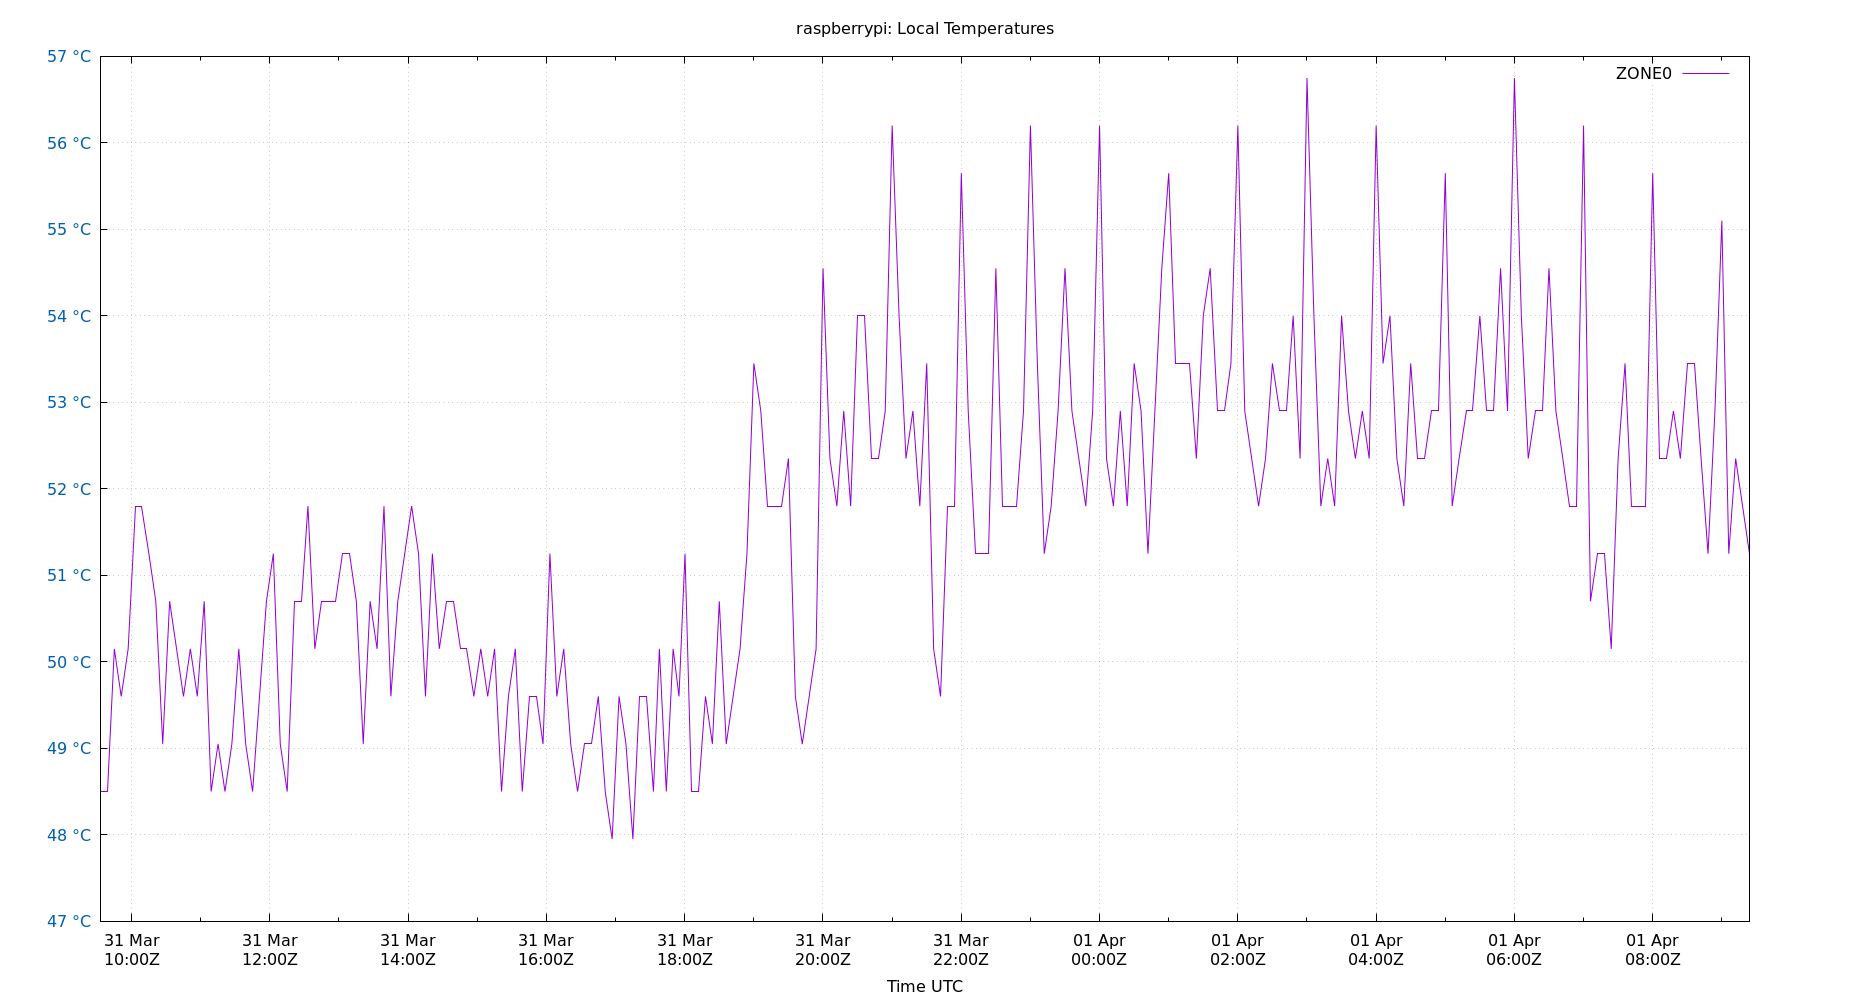 raspberrypi: Local Temperatures
57 °C
ZONE0
56 °C
55 °C
54 °C
53 °C
52 °C
51 °C
50 °C
49 °C
48 °C
47 °C
31 Mar 31 Mar 31 Mar 31 Mar 31 Mar 31 Mar 31 Mar 01 Apr 01 Apr 01 Apr 01 Apr 01 Apr
10:00Z 12:00Z 14:00Z 16:00Z 18:00Z 20:00Z 22:00Z 00:00Z 02:00Z 04:00Z 06:00Z 08:00Z
Time UTC